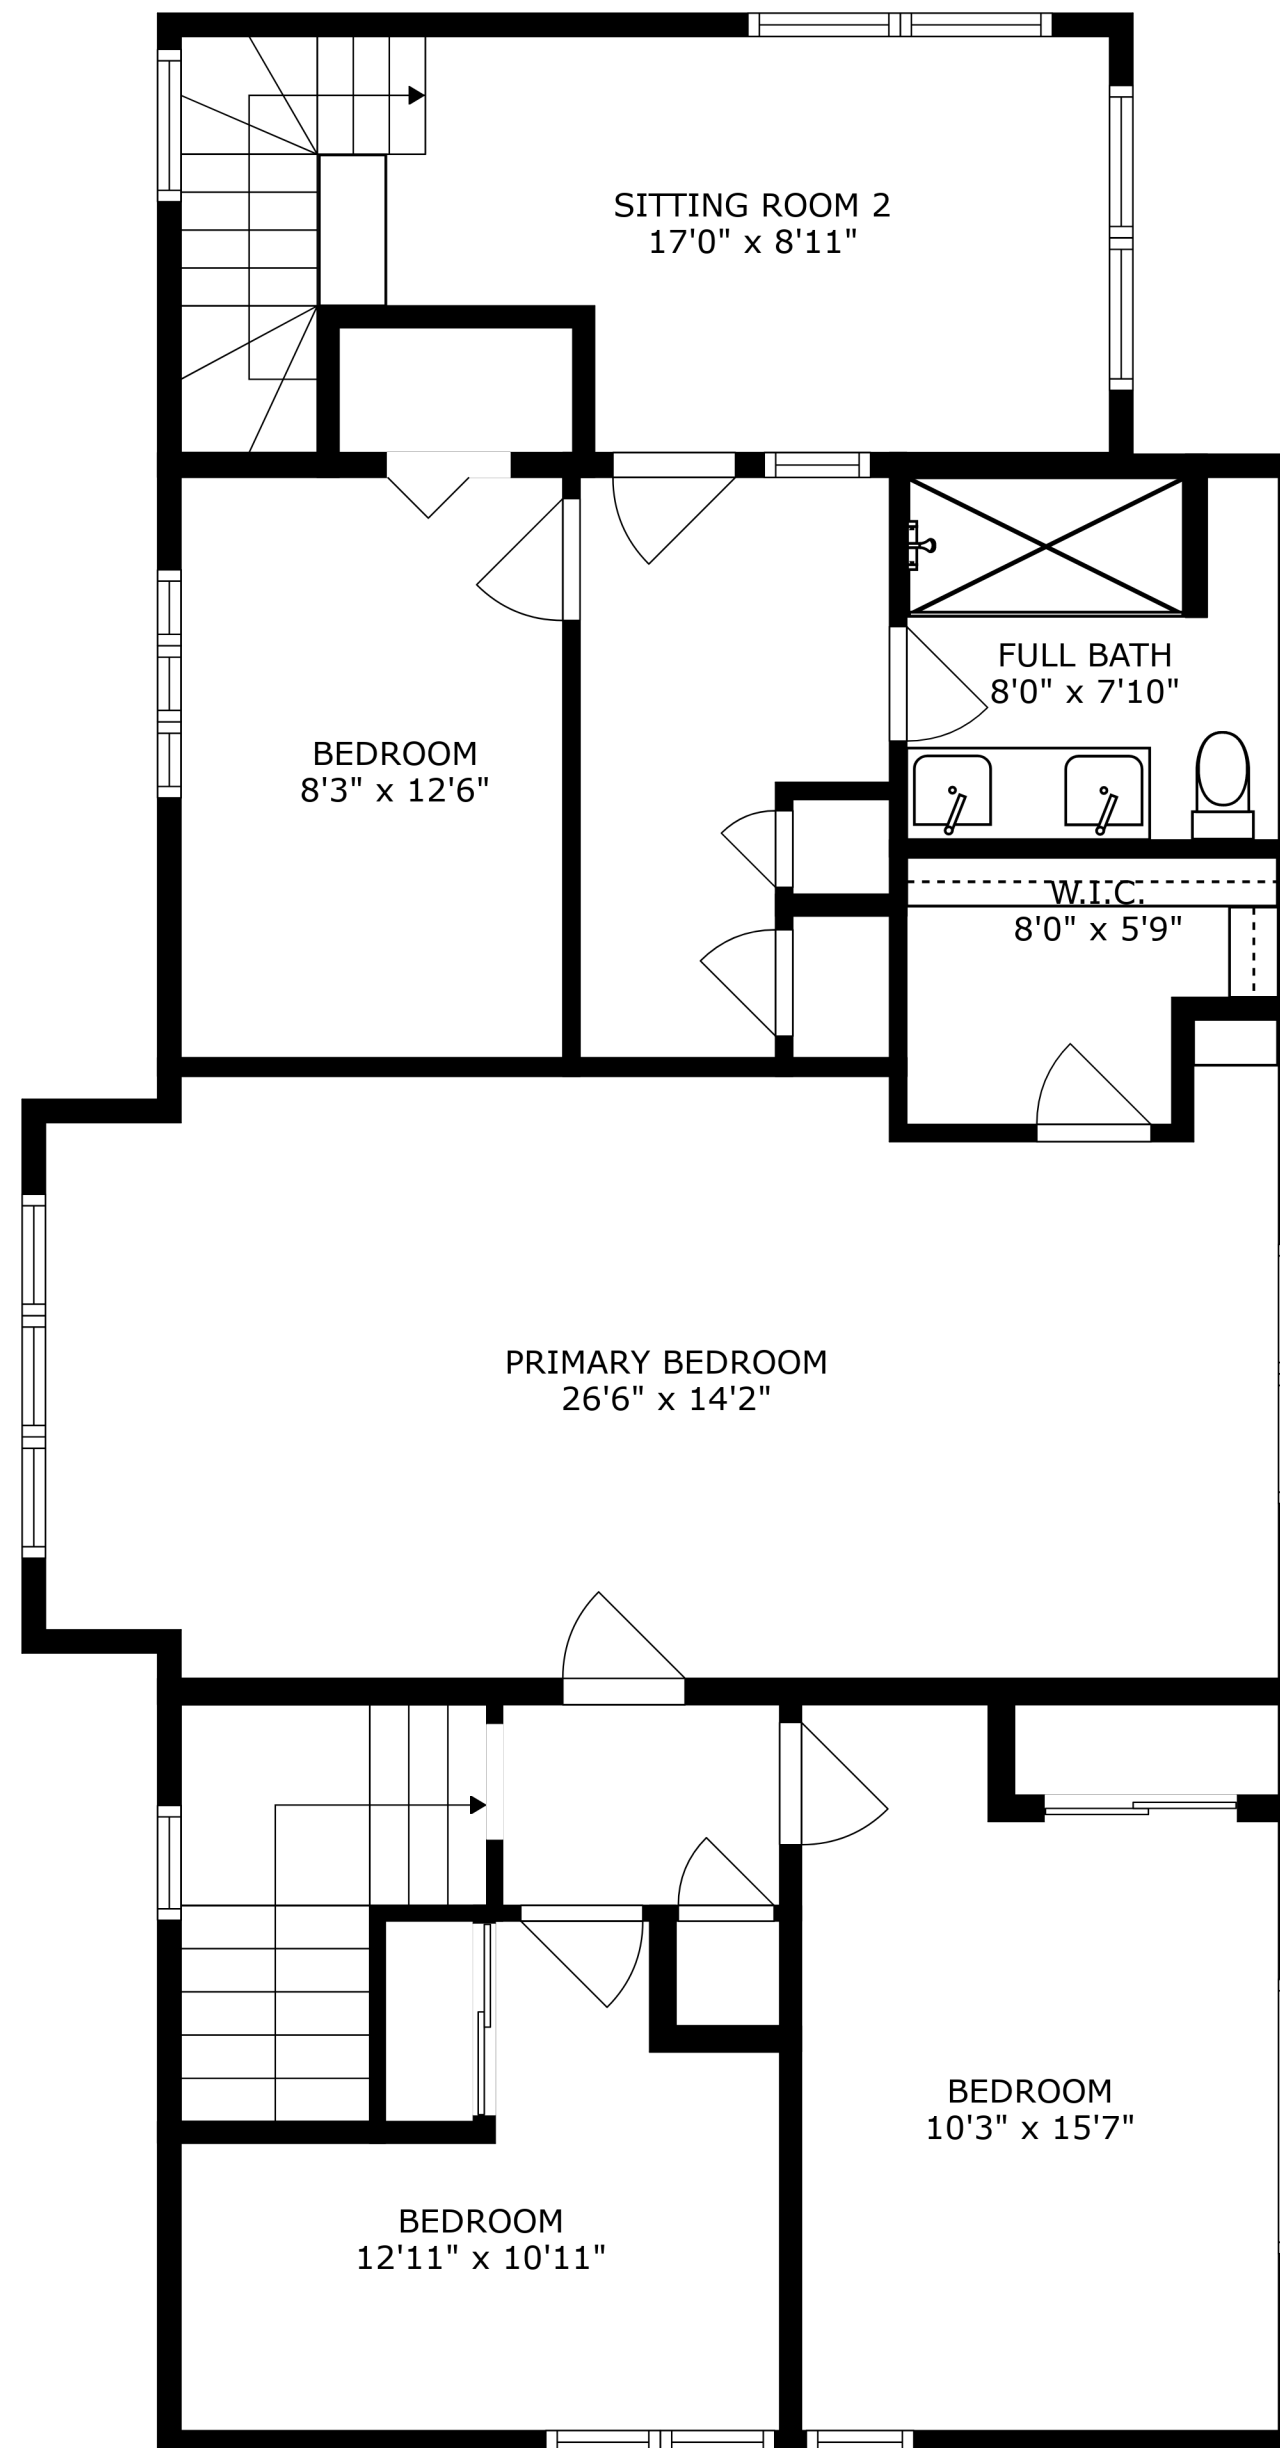 SITTING ROOM 2
17'0" x 8'11"
FULL BATH
8'0" x 7'10"
BEDROOM
8'3" x 12'6"
W.I.C.
8'0" x 5'9"
PRIMARY BEDROOM
26'6" x 14'2"
BEDROOM
10'3" x 15'7"
BEDROOM
12'11" x 10'11"